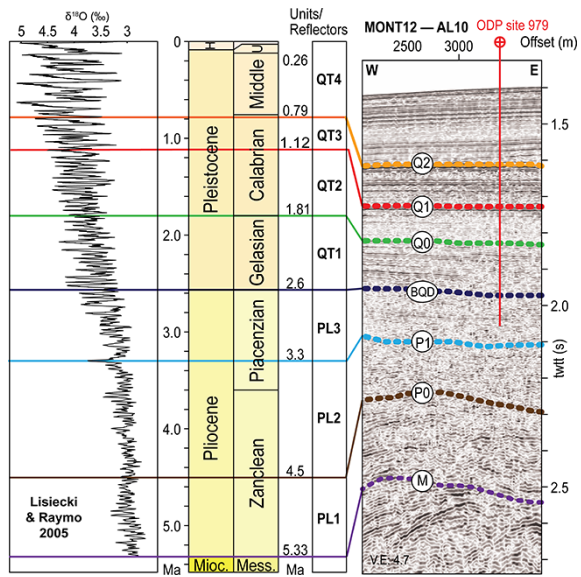 δ¹⁸O (‰)
5 4.5 4 3.5 3
Units/
Reflectors
MONT12 — AL10
ODP site 979
Offset (m)
2500 3000
W E
0
1.0
2.0
3.0
4.0
5.0
Ma
H
Pleistocene
Pliocene
Mioc.
U
Middle
Calabrian
Gelasian
Piacenzian
Zanclean
Mess.
0.26
0.79
1.12
1.81
2.6
3.3
4.5
5.33
Ma
QT4
QT3
QT2
QT1
PL3
PL2
PL1
Q2
Q1
Q0
BQD
P1
P0
M
V.E. 4.7
1.5
2.0
2.5
twtt (s)
Lisiecki
& Raymo
2005